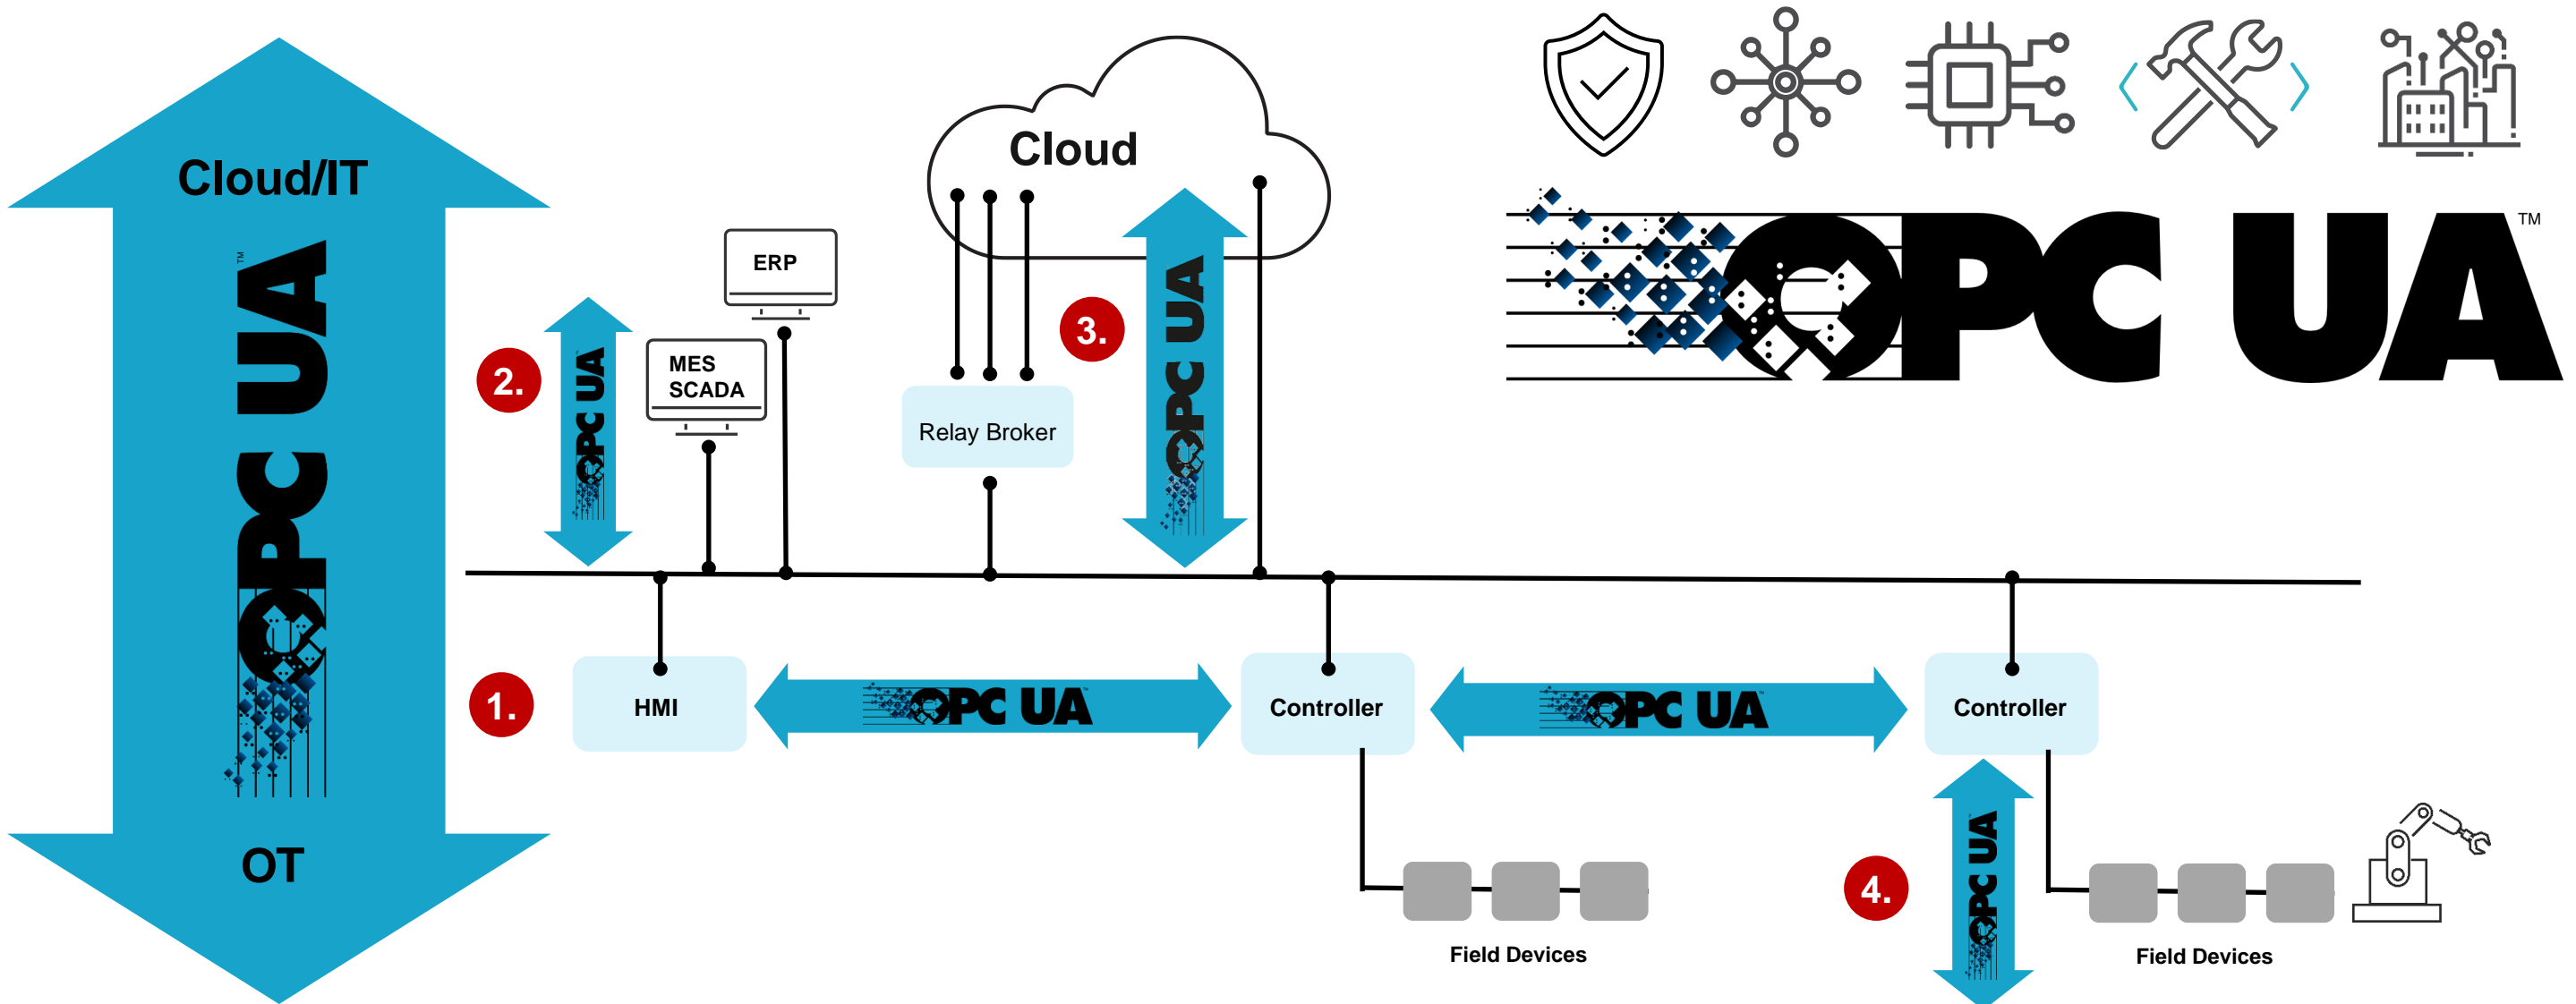 Cloud/IT
OPC UA™
OT
Cloud
ERP
MES
SCADA
2.
3.
OPC UA
OPC UA
Relay Broker
OPC UA™
1.
HMI
OPC UA
Controller
OPC UA
Controller
4.
OPC UA
Field Devices
Field Devices